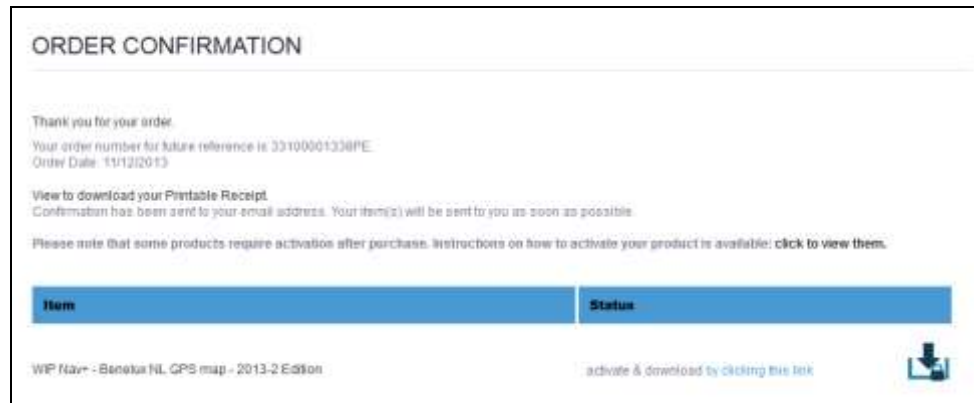 ORDER CONFIRMATION
Thank you for your order.
Your order number for future reference is 33100001338PE.
Order Date: 11/12/2013
View to download your Printable Receipt
Confirmation has been sent to your email address. Your item(s) will be sent to you as soon as possible.
Please note that some products require activation after purchase. Instructions on how to activate your product is available: click to view them.
Item Status
WIP Nav+ - Benelux NL GPS map - 2013-2 Edition activate & download by clicking this link